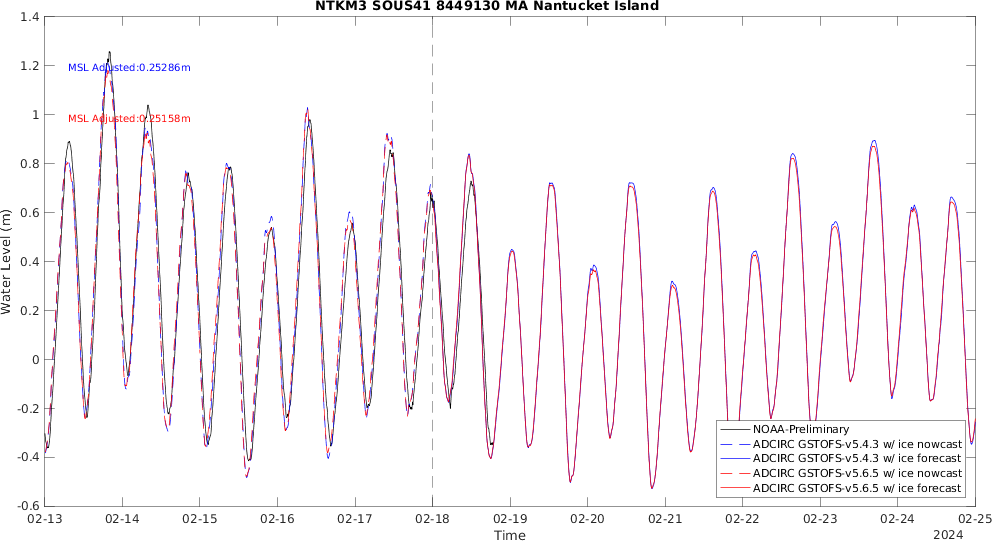 NTKM3 SOUS41 8449130 MA Nantucket Island
1.4
1.2
1
0.8
0.6
0.4
0.2
0
-0.2
-0.4
-0.6
Water Level (m)
MSL Adjusted:0.25286m
MSL Adjusted:0.25158m
NOAA-Preliminary
ADCIRC GSTOFS-v5.4.3 w/ ice nowcast
ADCIRC GSTOFS-v5.4.3 w/ ice forecast
ADCIRC GSTOFS-v5.6.5 w/ ice nowcast
ADCIRC GSTOFS-v5.6.5 w/ ice forecast
02-13 02-14 02-15 02-16 02-17 02-18 02-19 02-20 02-21 02-22 02-23 02-24 02-25
Time
2024